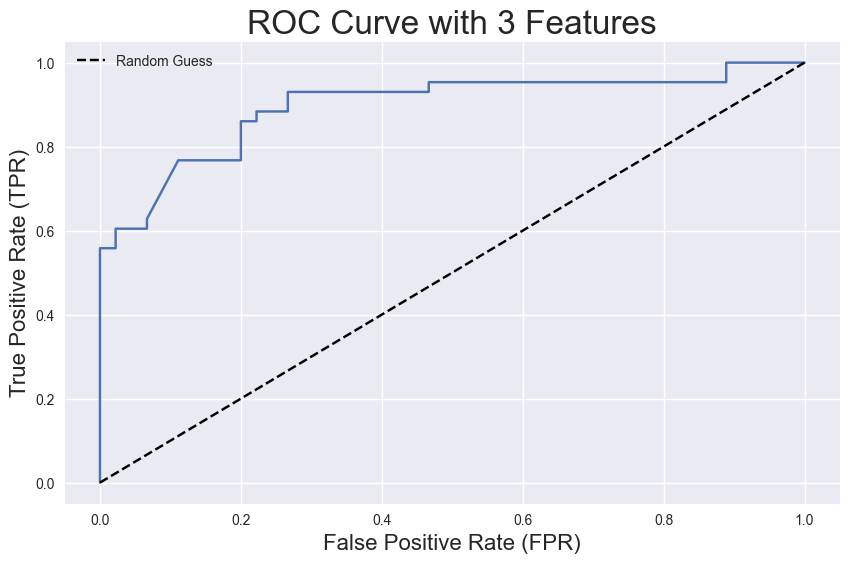 ROC Curve with 3 Features
Random Guess
True Positive Rate (TPR)
1.0
0.8
0.6
0.4
0.2
0.0
0.0 0.2 0.4 0.6 0.8 1.0
False Positive Rate (FPR)